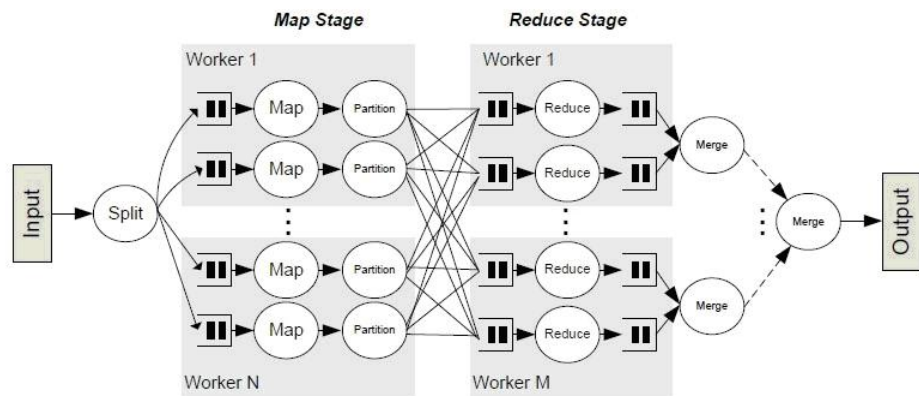 Map Stage
Reduce Stage
Worker 1
Worker 1
Map
Partition
Reduce
Merge
Map
Partition
Reduce
Input
Split
Merge
Output
Map
Partition
Reduce
Merge
Map
Partition
Reduce
Worker N
Worker M